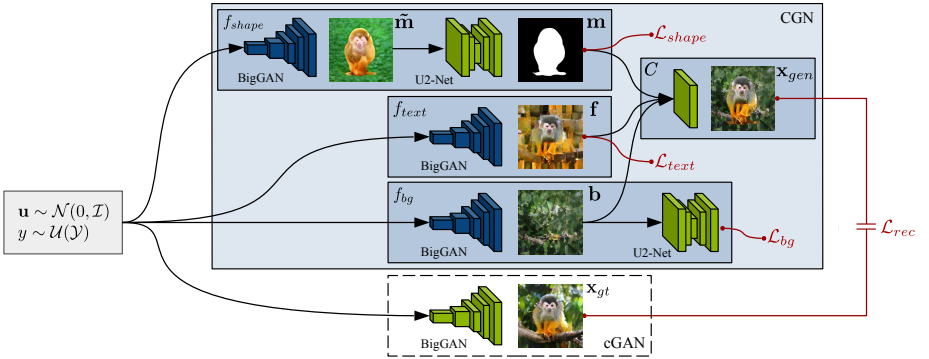 CGN
f_shape
m̃
m
BigGAN
U2-Net
ℒ_shape
C
x_gen
f_text
f
BigGAN
ℒ_text
f_bg
b
BigGAN
U2-Net
ℒ_bg
u ∼ 𝒩(0, ℐ)
y ∼ 𝒰(𝒴)
ℒ_rec
x_gt
BigGAN
cGAN